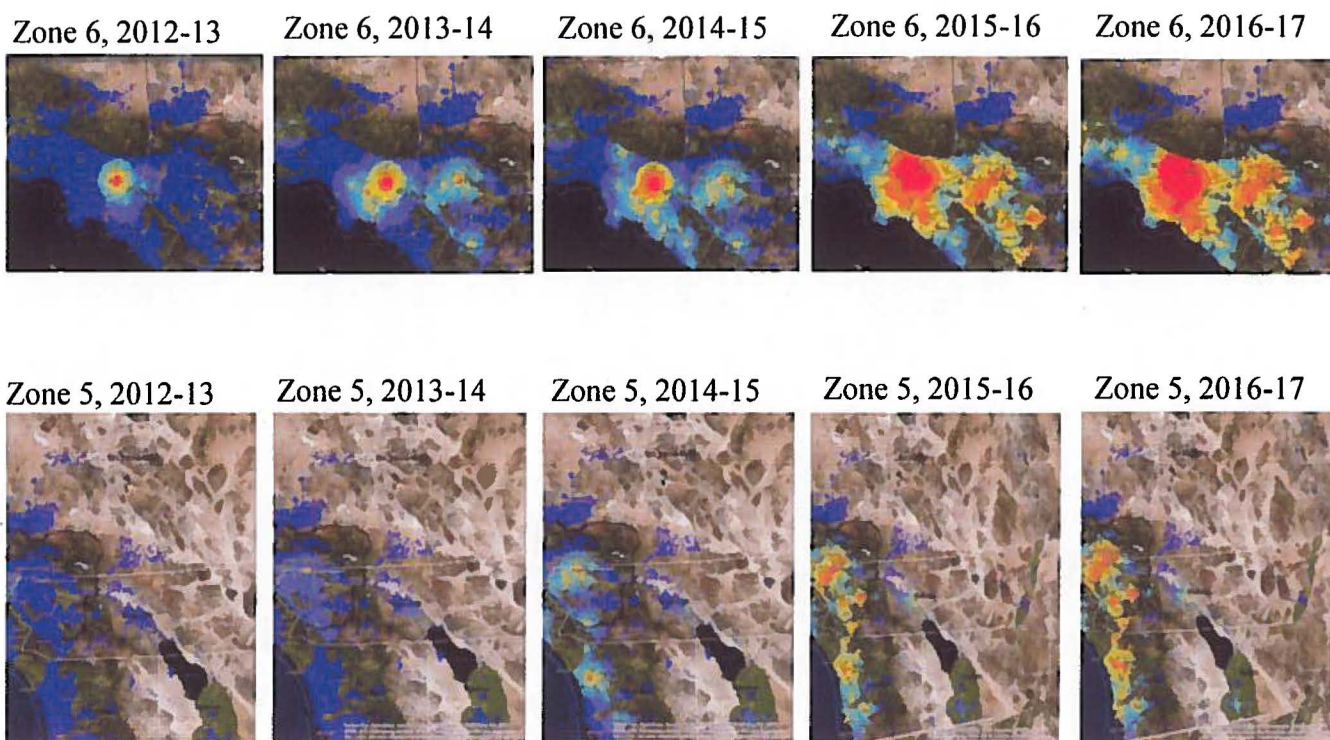 Zone 6, 2012-13
Zone 6, 2013-14
Zone 6, 2014-15
Zone 6, 2015-16
Zone 6, 2016-17
Zone 5, 2012-13
Zone 5, 2013-14
Zone 5, 2014-15
Zone 5, 2015-16
Zone 5, 2016-17